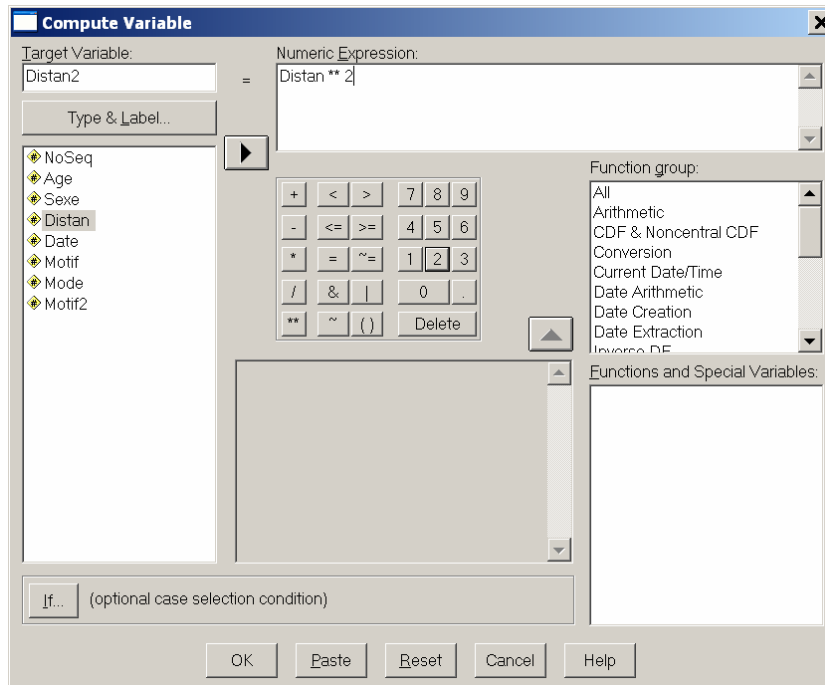 Compute Variable
Target Variable:
Distan2
=
Numeric Expression:
Distan ** 2
Type & Label...
NoSeq
Age
Sexe
Distan
Date
Motif
Mode
Motif2
+ < > 7 8 9
- <= >= 4 5 6
* = ~= 1 2 3
/ & | 0 .
** ~ ( ) Delete
Function group:
All
Arithmetic
CDF & Noncentral CDF
Conversion
Current Date/Time
Date Arithmetic
Date Creation
Date Extraction
Inverse DF
Functions and Special Variables:
If... (optional case selection condition)
OK Paste Reset Cancel Help